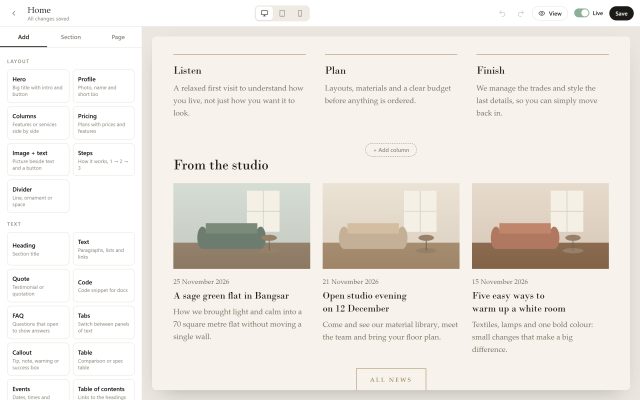 Home
All changes saved
View
Live
Save
Add
Section
Page
LAYOUT
Hero
Big title with intro and
button
Profile
Photo, name and
short bio
Columns
Features or services
side by side
Pricing
Plans with prices and
features
Image + text
Picture beside text
and a button
Steps
How it works, 1 → 2 →
3
Divider
Line, ornament or
space
TEXT
Heading
Section title
Text
Paragraphs, lists and
links
Quote
Testimonial or
quotation
Code
Code snippet for docs
FAQ
Questions that open
to show answers
Tabs
Switch between panels
of text
Callout
Tip, note, warning or
success box
Table
Comparison or spec
table
Events
Dates, times and
Table of contents
Links to the headings
Listen
A relaxed first visit to understand how
you live, not just how you want it to
look.
Plan
Layouts, materials and a clear budget
before anything is ordered.
Finish
We manage the trades and style the
last details, so you can simply move
back in.
+ Add column
From the studio
25 November 2026
A sage green flat in Bangsar
How we brought light and calm into a
70 square metre flat without moving a
single wall.
21 November 2026
Open studio evening
on 12 December
Come and see our material library, meet
the team and bring your floor plan.
15 November 2026
Five easy ways to
warm up a white room
Textiles, lamps and one bold colour:
small changes that make a big
difference.
ALL NEWS